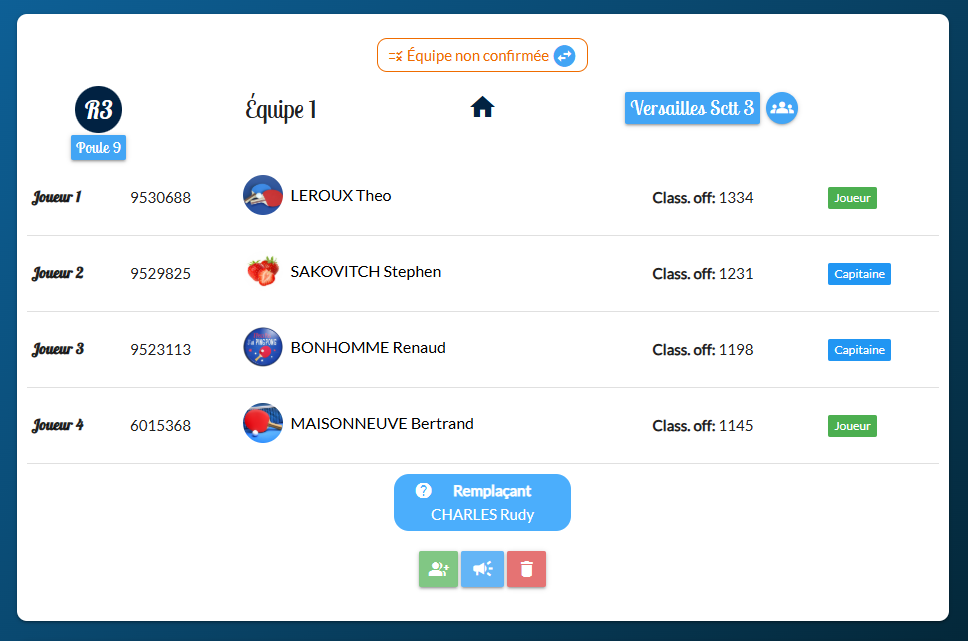 Équipe non confirmée
R3 Équipe 1 Versailles Sctt 3
Poule 9
Joueur 1 9530688 LEROUX Theo Class. off: 1334 Joueur
Joueur 2 9529825 SAKOVITCH Stephen Class. off: 1231 Capitaine
Joueur 3 9523113 BONHOMME Renaud Class. off: 1198 Capitaine
Joueur 4 6015368 MAISONNEUVE Bertrand Class. off: 1145 Joueur
Remplaçant
CHARLES Rudy